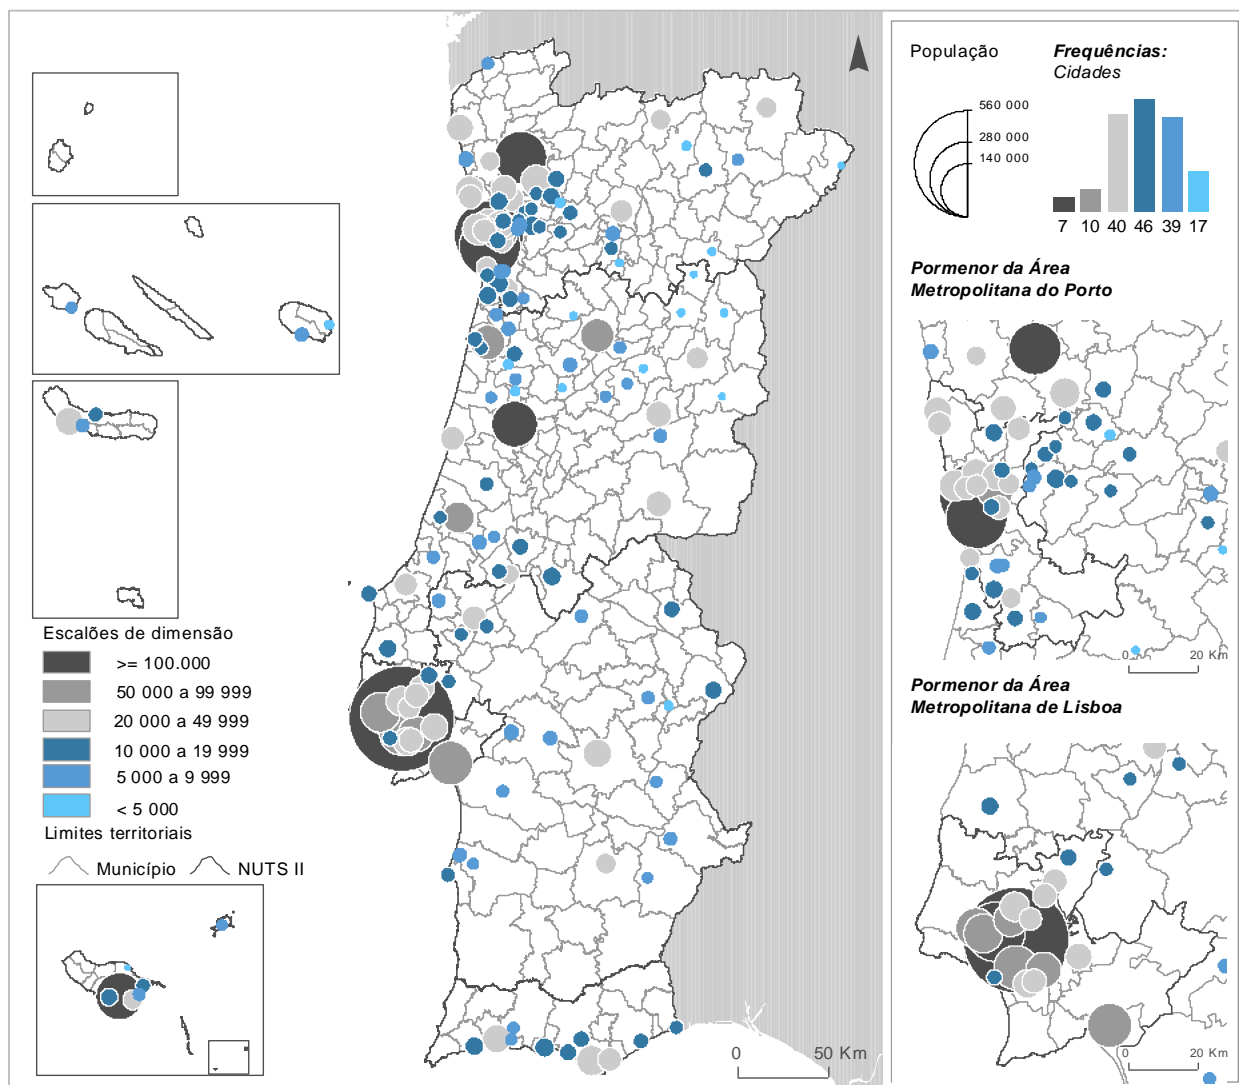 População
Frequências:
Cidades
560 000
280 000
140 000
7 10 40 46 39 17
Pormenor da Área
Metropolitana do Porto
0 20 Km
Pormenor da Área
Metropolitana de Lisboa
0 20 Km
Escalões de dimensão
>= 100.000
50 000 a 99 999
20 000 a 49 999
10 000 a 19 999
5 000 a 9 999
< 5 000
Limites territoriais
Município NUTS II
0 50 Km